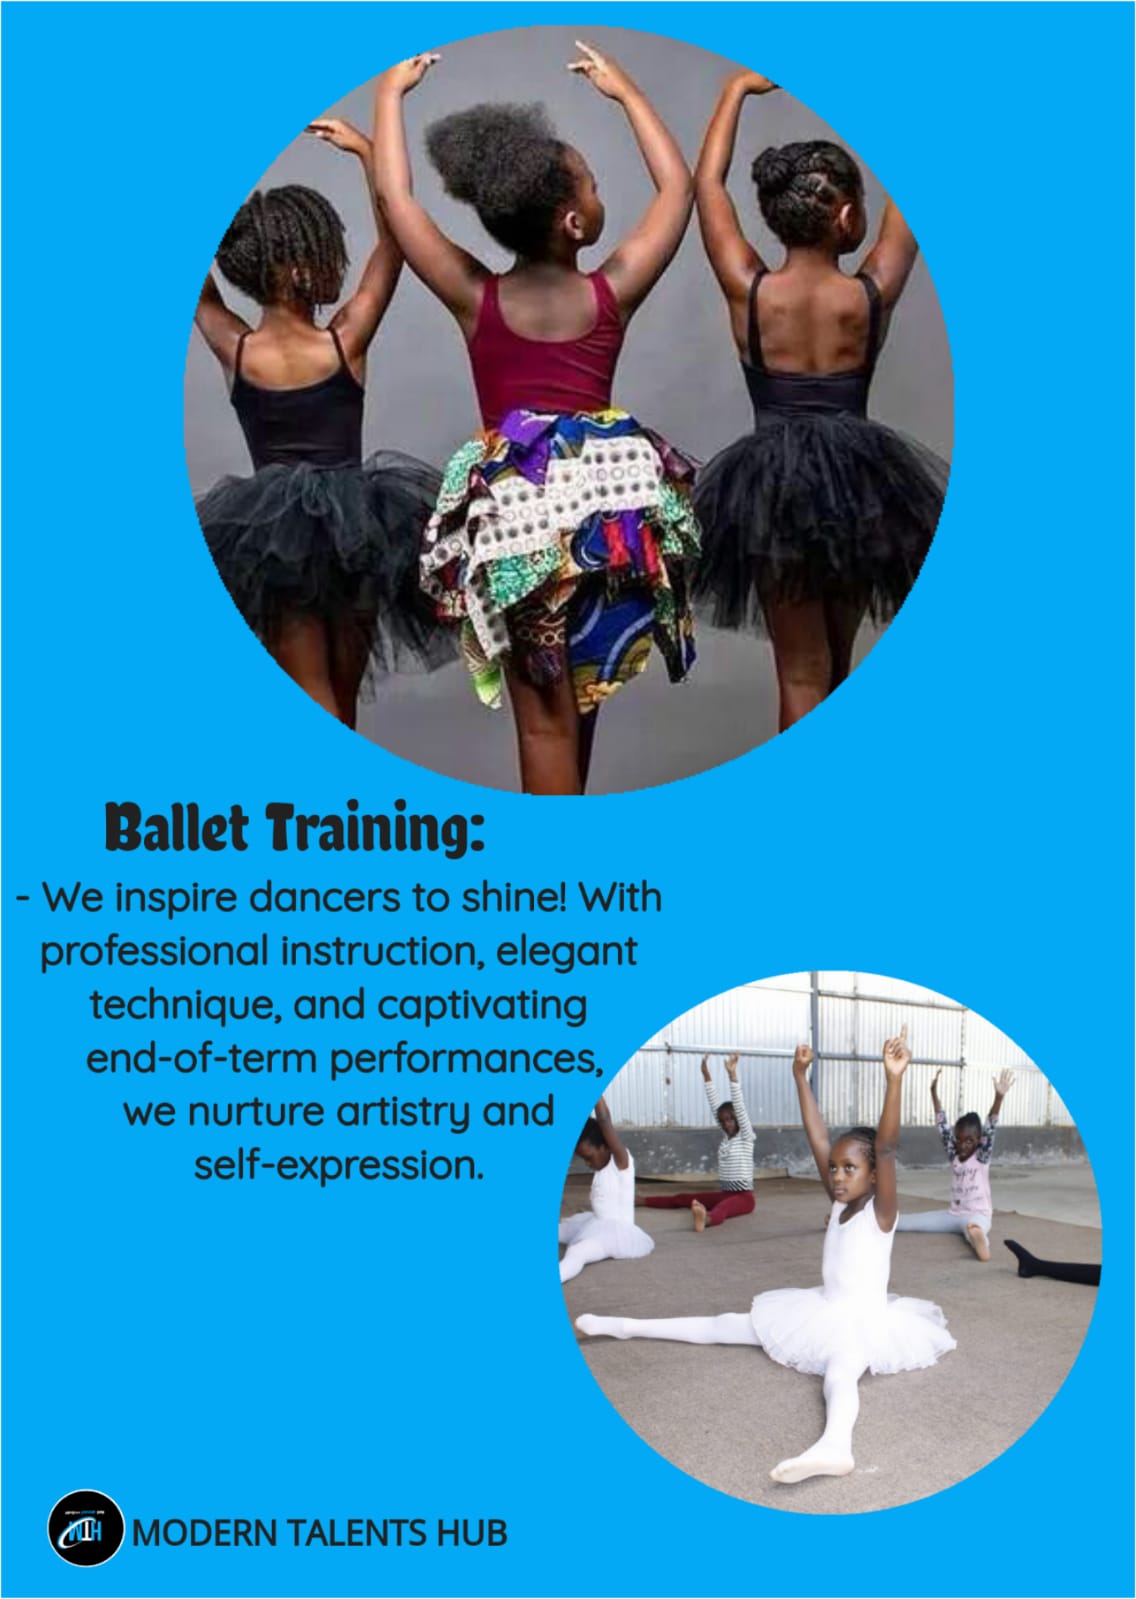 Ballet Training:
- We inspire dancers to shine! With
professional instruction, elegant
technique, and captivating
end-of-term performances,
we nurture artistry and
self-expression.
MTH
MODERN TALENTS HUB